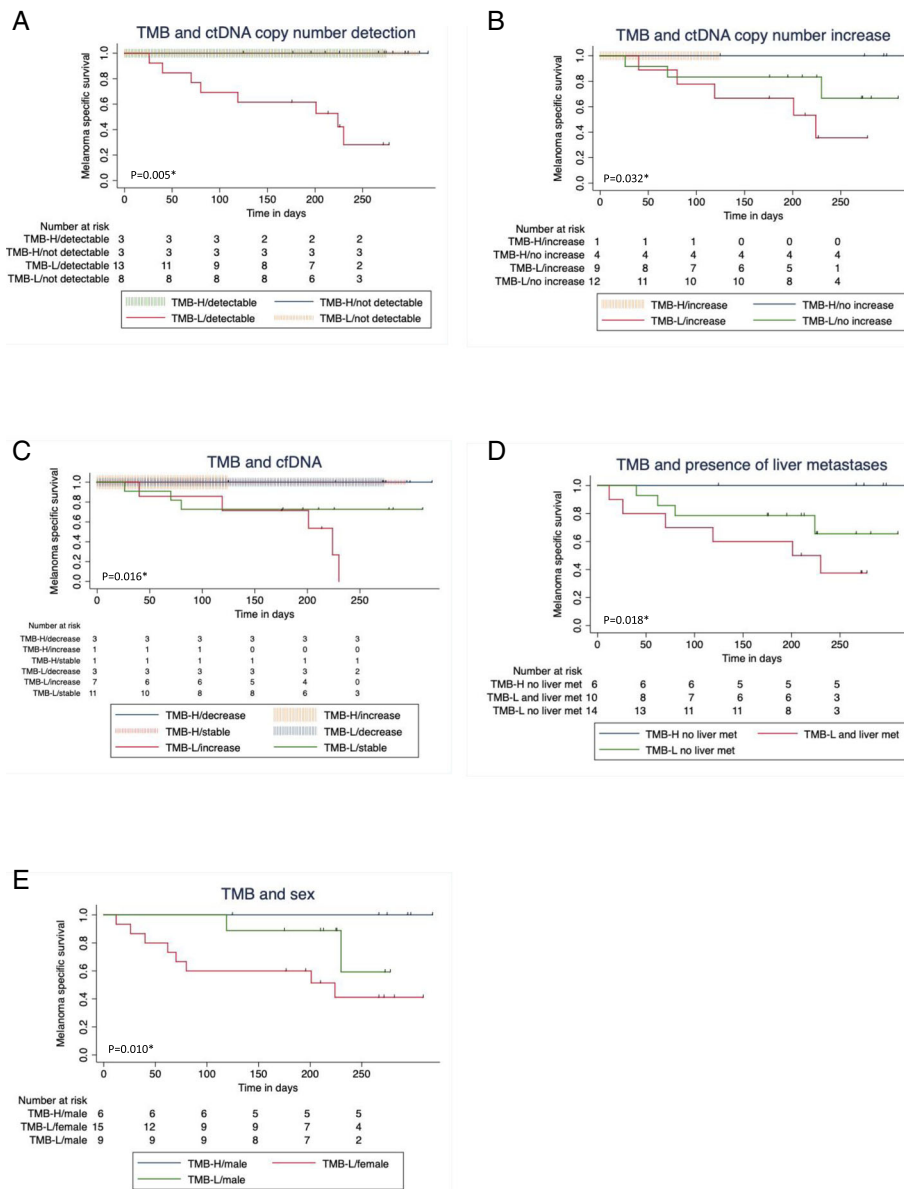 A
TMB and ctDNA copy number detection
Melanoma specific survival
1.0
0.8
0.6
0.4
0.2
0.0
P=0.005*
0 50 100 150 200 250
Time in days
Number at risk
TMB-H/detectable 3 3 3 2 2 2
TMB-H/not detectable 3 3 3 3 3 3
TMB-L/detectable 13 11 9 8 7 2
TMB-L/not detectable 8 8 8 8 6 3
TMB-H/detectable TMB-H/not detectable
TMB-L/detectable TMB-L/not detectable
B
TMB and ctDNA copy number increase
Melanoma specific survival
1.0
0.8
0.6
0.4
0.2
0.0
P=0.032*
0 50 100 150 200 250
Time in days
Number at risk
TMB-H/increase 1 1 1 0 0 0
TMB-H/no increase 4 4 4 4 4 4
TMB-L/increase 9 8 7 6 5 1
TMB-L/no increase 12 11 10 10 8 4
TMB-H/increase TMB-H/no increase
TMB-L/increase TMB-L/no increase
C
TMB and cfDNA
Melanoma specific survival
1.0
0.8
0.6
0.4
0.2
0.0
P=0.016*
0 50 100 150 200 250
Time in days
Number at risk
TMB-H/decrease 3 3 3 3 3 3
TMB-H/increase 1 1 1 0 0 0
TMB-H/stable 1 1 1 1 1 1
TMB-L/decrease 3 3 3 3 3 2
TMB-L/increase 7 6 6 5 4 0
TMB-L/stable 11 10 8 8 6 3
TMB-H/decrease TMB-H/increase
TMB-H/stable TMB-L/decrease
TMB-L/increase TMB-L/stable
D
TMB and presence of liver metastases
Melanoma specific survival
1.0
0.8
0.6
0.4
0.2
0.0
P=0.018*
0 50 100 150 200 250
Time in days
Number at risk
TMB-H no liver met 6 6 6 5 5 5
TMB-L and liver met 10 8 7 6 6 3
TMB-L no liver met 14 13 11 11 8 3
TMB-H no liver met TMB-L and liver met
TMB-L no liver met
E
TMB and sex
Melanoma specific survival
1.0
0.8
0.6
0.4
0.2
0.0
P=0.010*
0 50 100 150 200 250
Time in days
Number at risk
TMB-H/male 6 6 6 5 5 5
TMB-L/female 15 12 9 9 7 4
TMB-L/male 9 9 9 8 7 2
TMB-H/male TMB-L/female
TMB-L/male